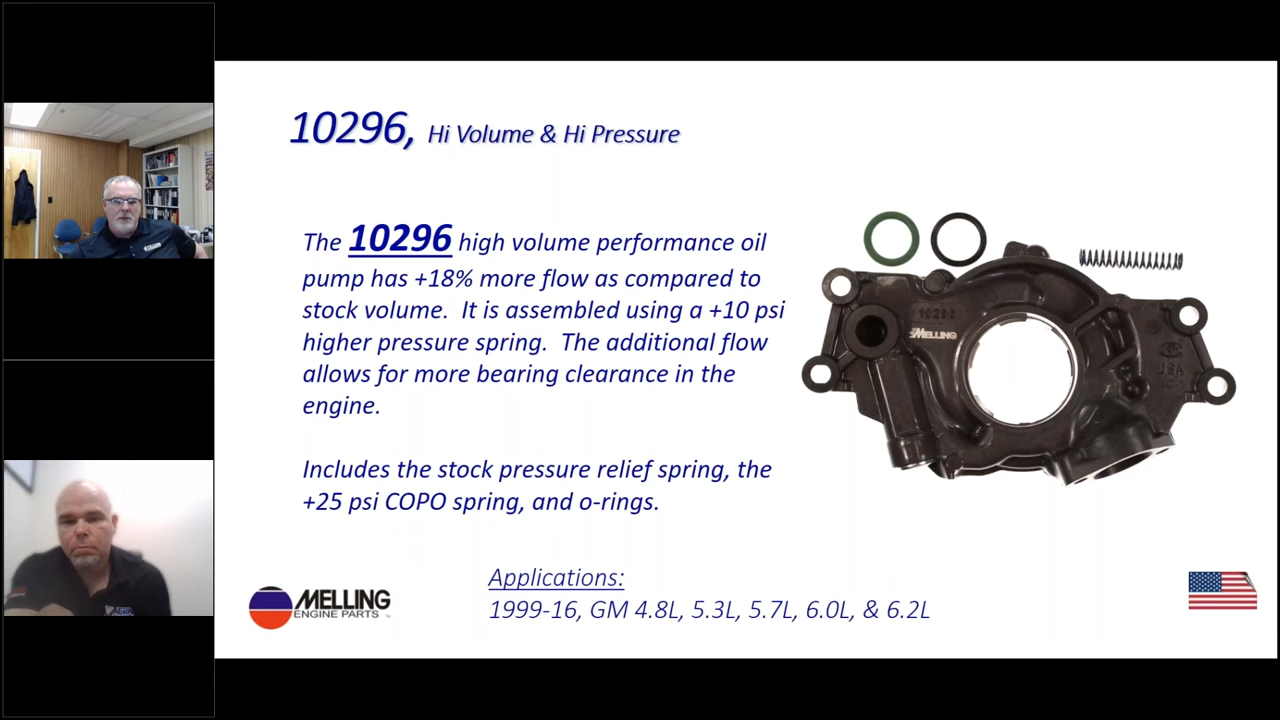 10296, Hi Volume & Hi Pressure
The 10296 high volume performance oil
pump has +18% more flow as compared to
stock volume.  It is assembled using a +10 psi
higher pressure spring.  The additional flow
allows for more bearing clearance in the
engine.
Includes the stock pressure relief spring, the
+25 psi COPO spring, and o-rings.
Applications:
1999-16, GM 4.8L, 5.3L, 5.7L, 6.0L, & 6.2L
MELLING
ENGINE PARTS
10296
MELLING
USA